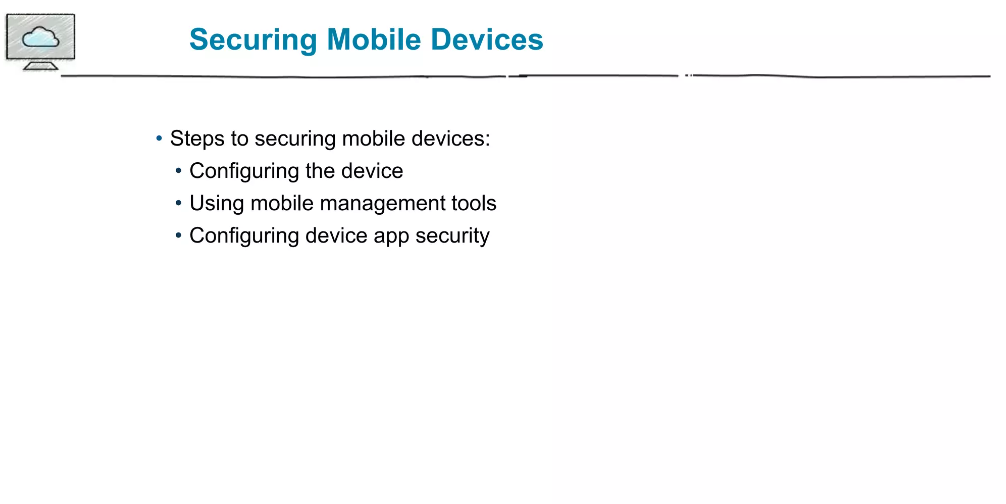 Securing Mobile Devices
• Steps to securing mobile devices:
• Configuring the device
• Using mobile management tools
• Configuring device app security